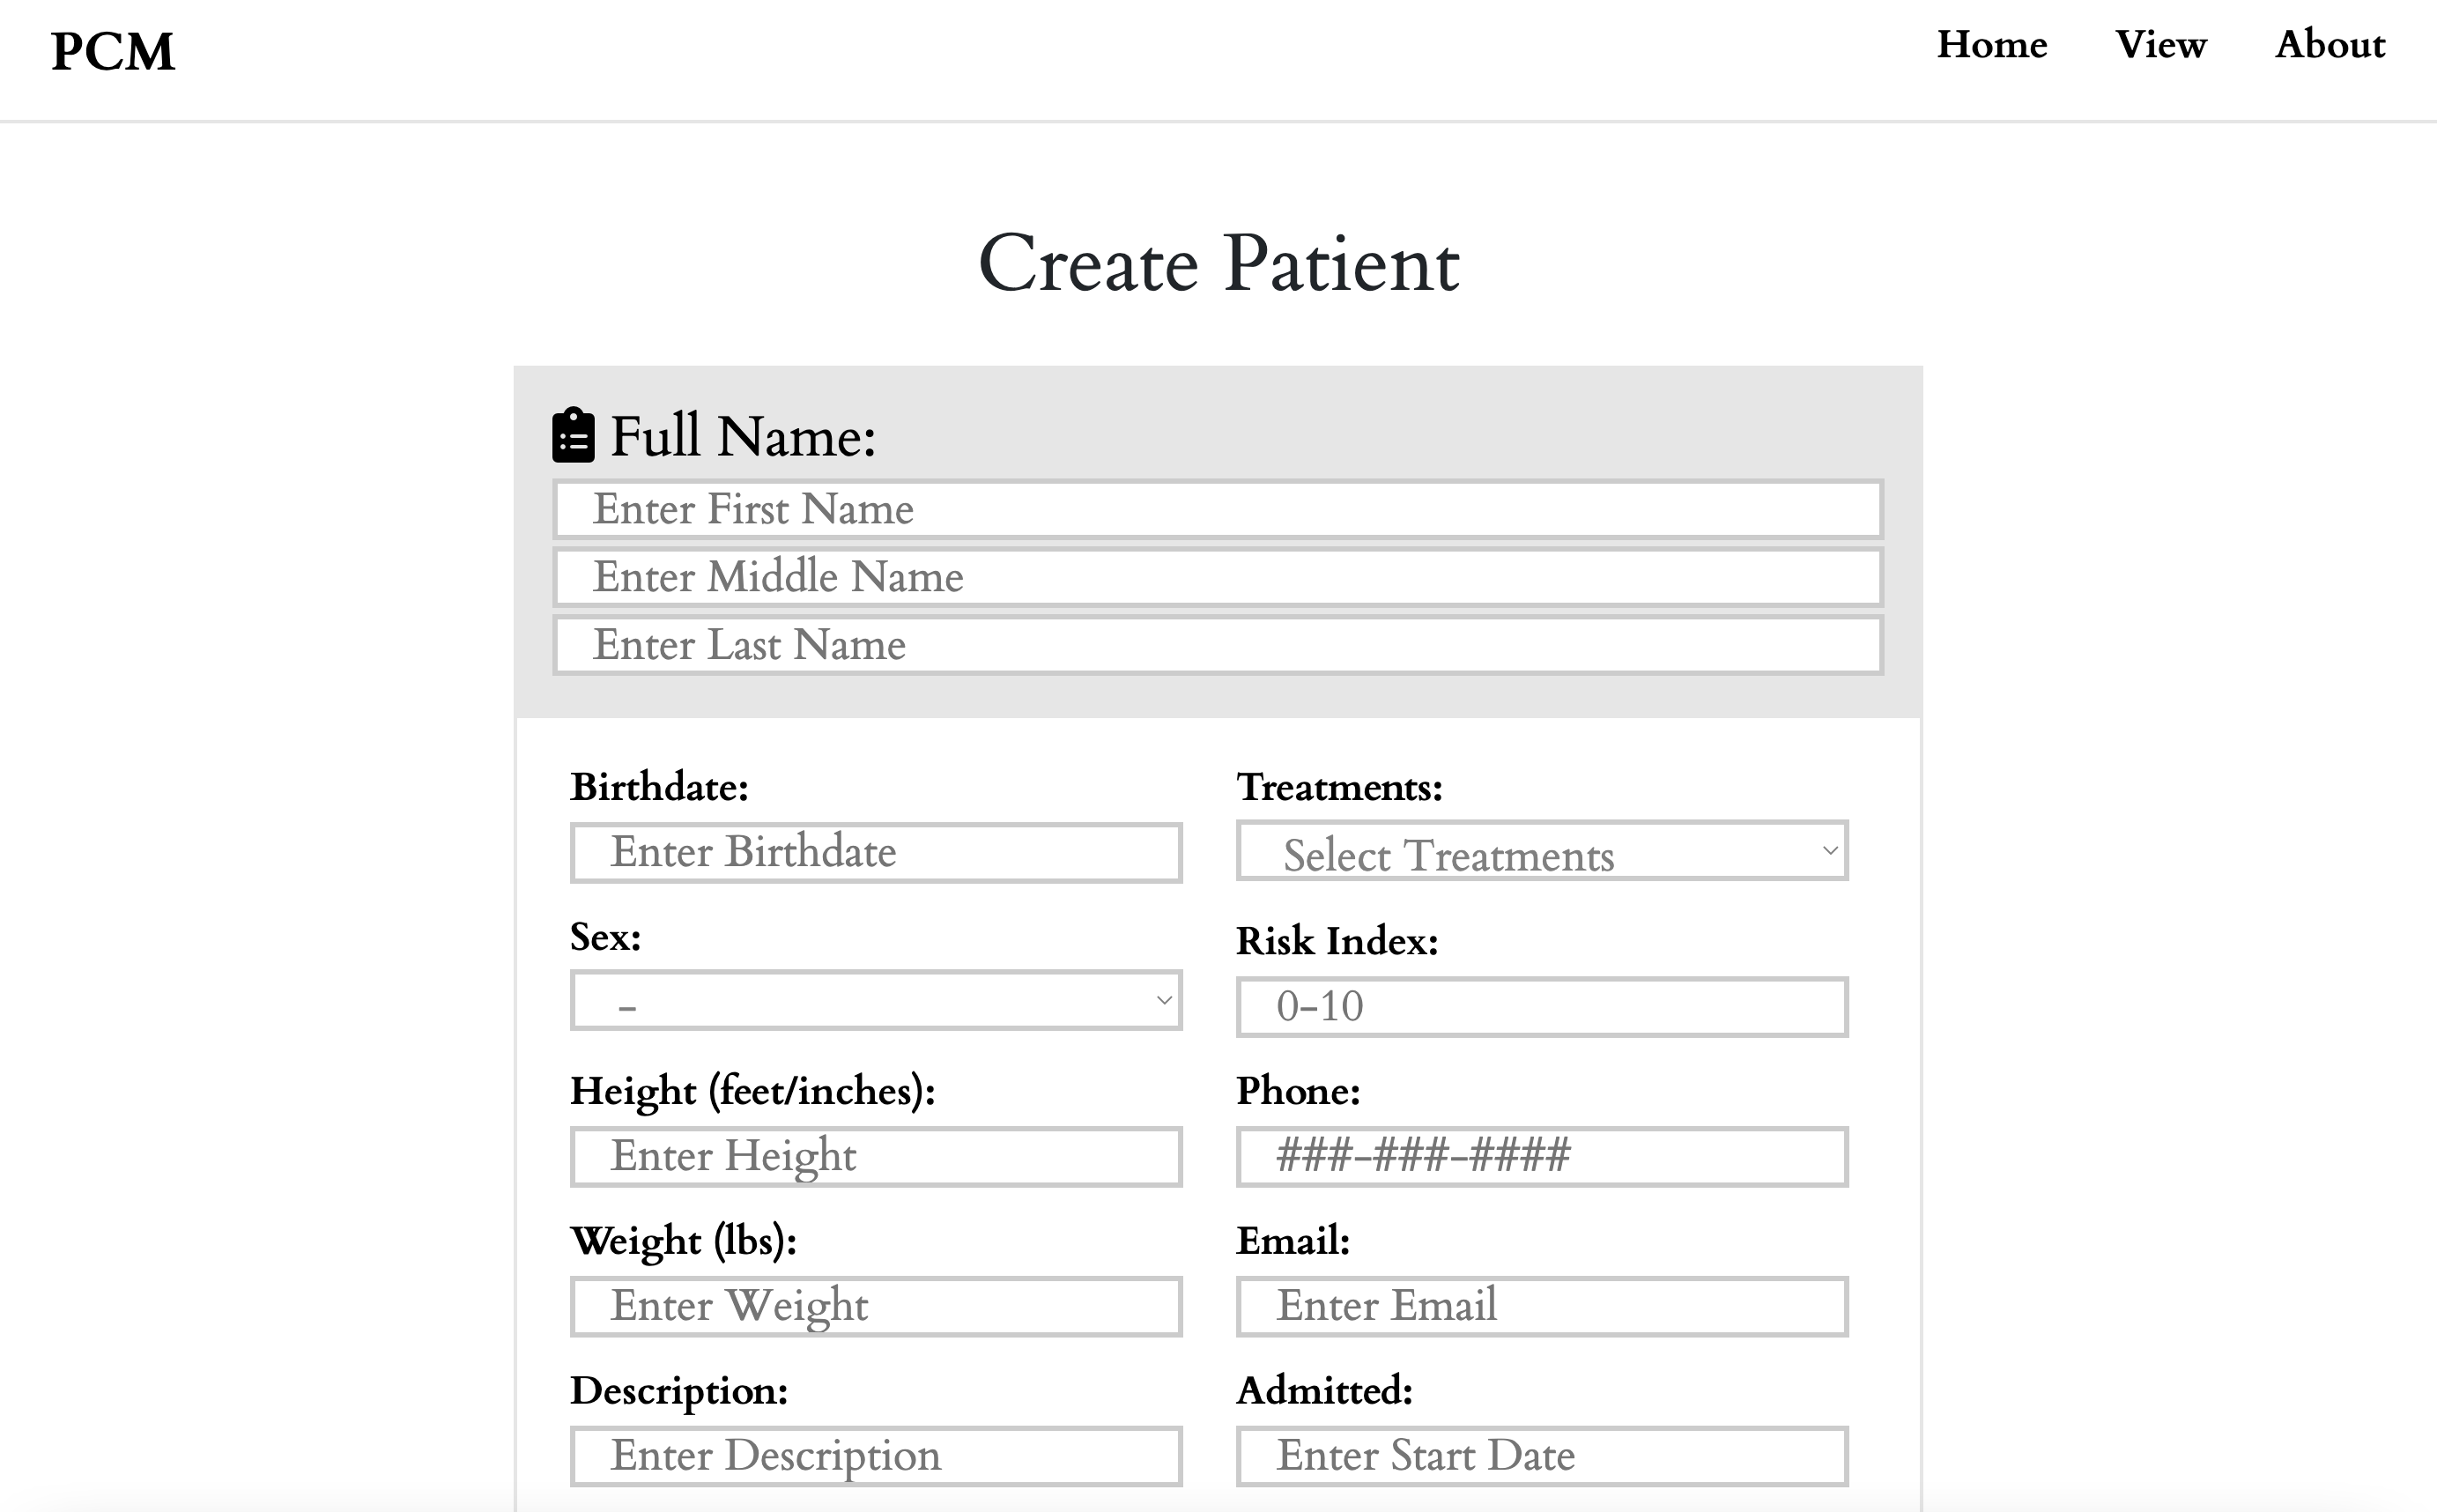 PCM
Home View About
Create Patient
Full Name:
Enter First Name
Enter Middle Name
Enter Last Name
Birthdate:
Enter Birthdate
Treatments:
Select Treatments
Sex:
-
Risk Index:
0-10
Height (feet/inches):
Enter Height
Phone:
###-###-####
Weight (lbs):
Enter Weight
Email:
Enter Email
Description:
Enter Description
Admitted:
Enter Start Date